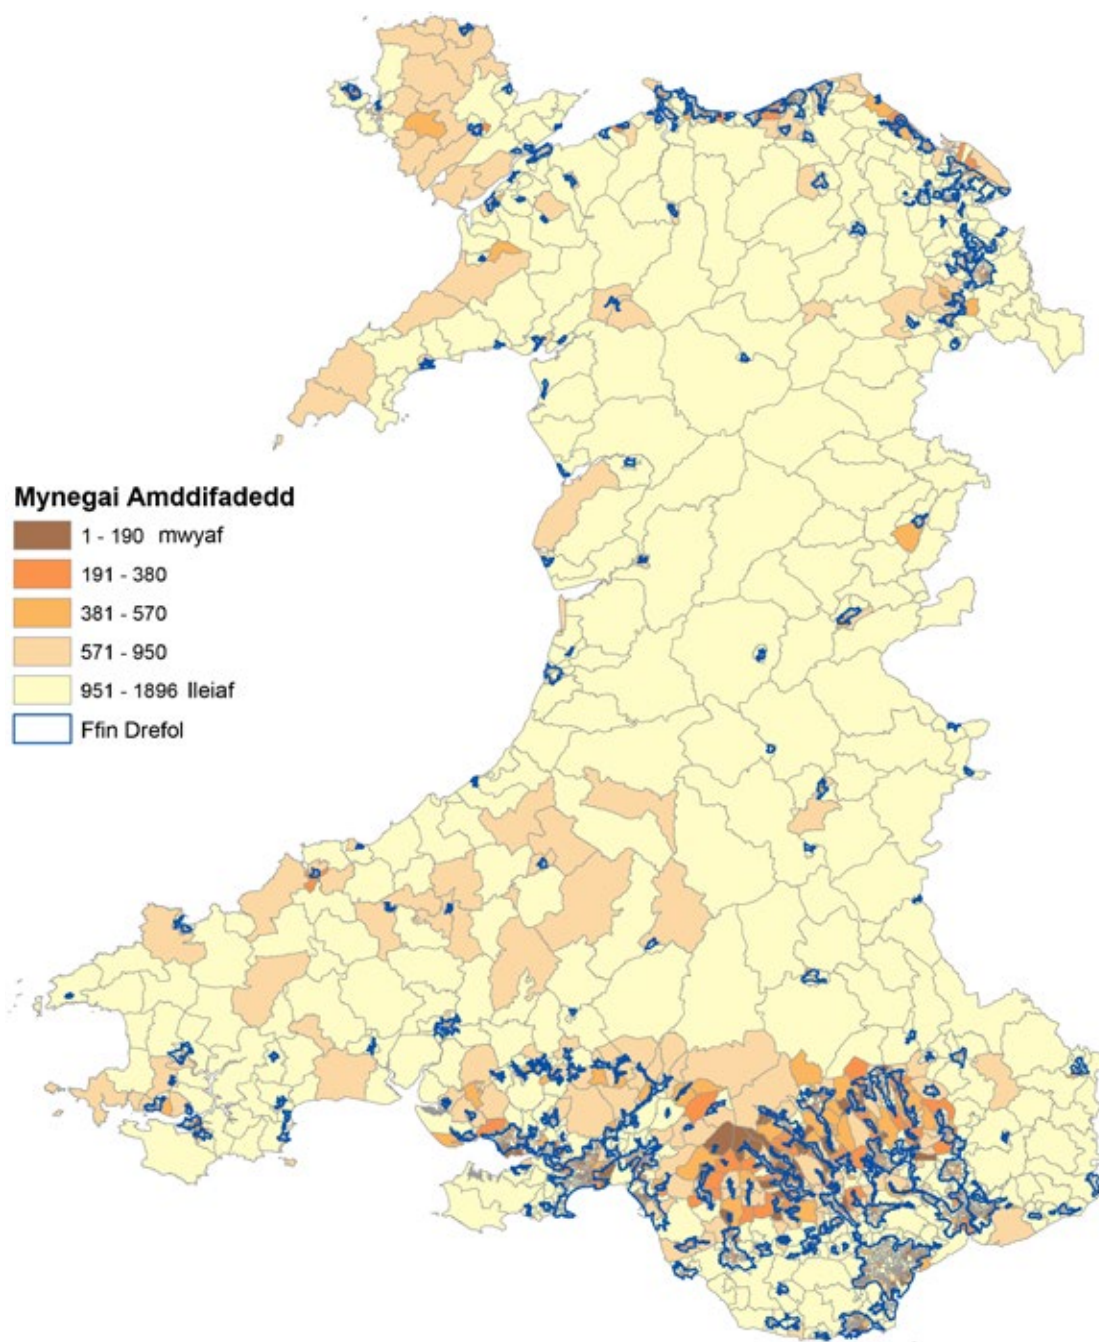 Mynegai Amddifadedd
1 - 190 mwyaf
191 - 380
381 - 570
571 - 950
951 - 1896 lleiaf
Ffin Drefol